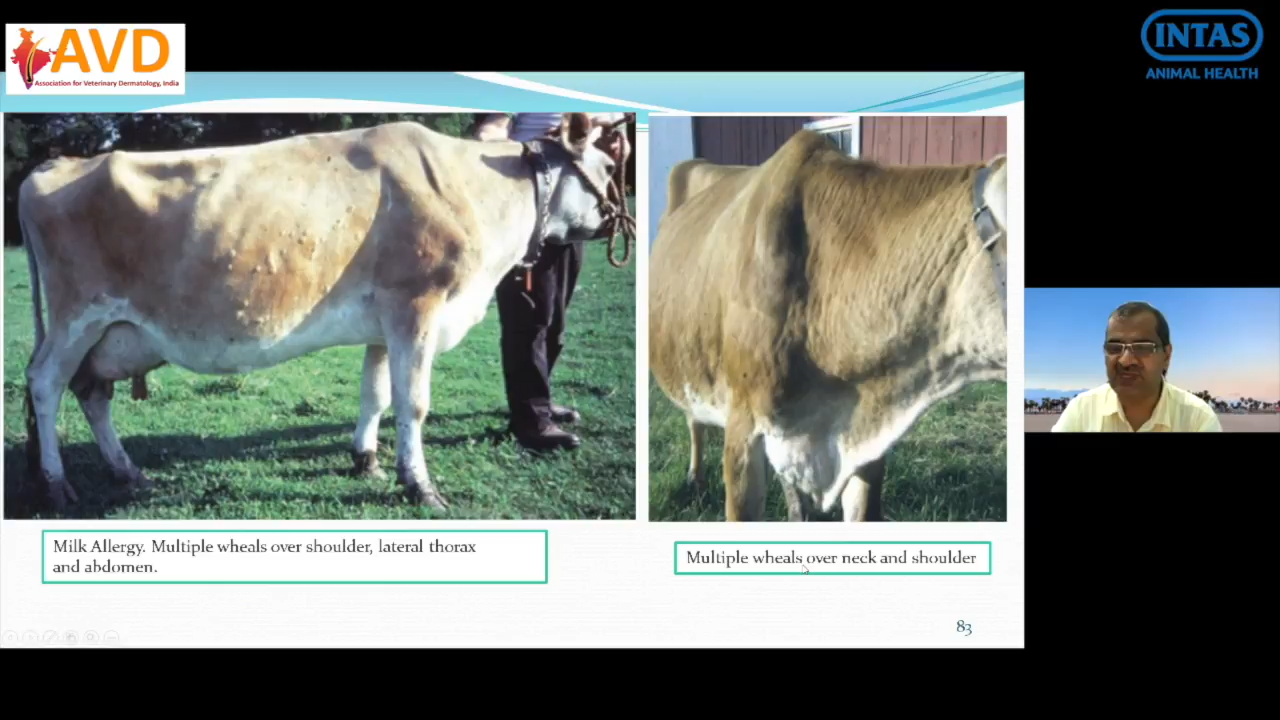 AVD
Association for Veterinary Dermatology, India
INTAS
ANIMAL HEALTH
Milk Allergy. Multiple wheals over shoulder, lateral thorax
and abdomen.
Multiple wheals over neck and shoulder
83